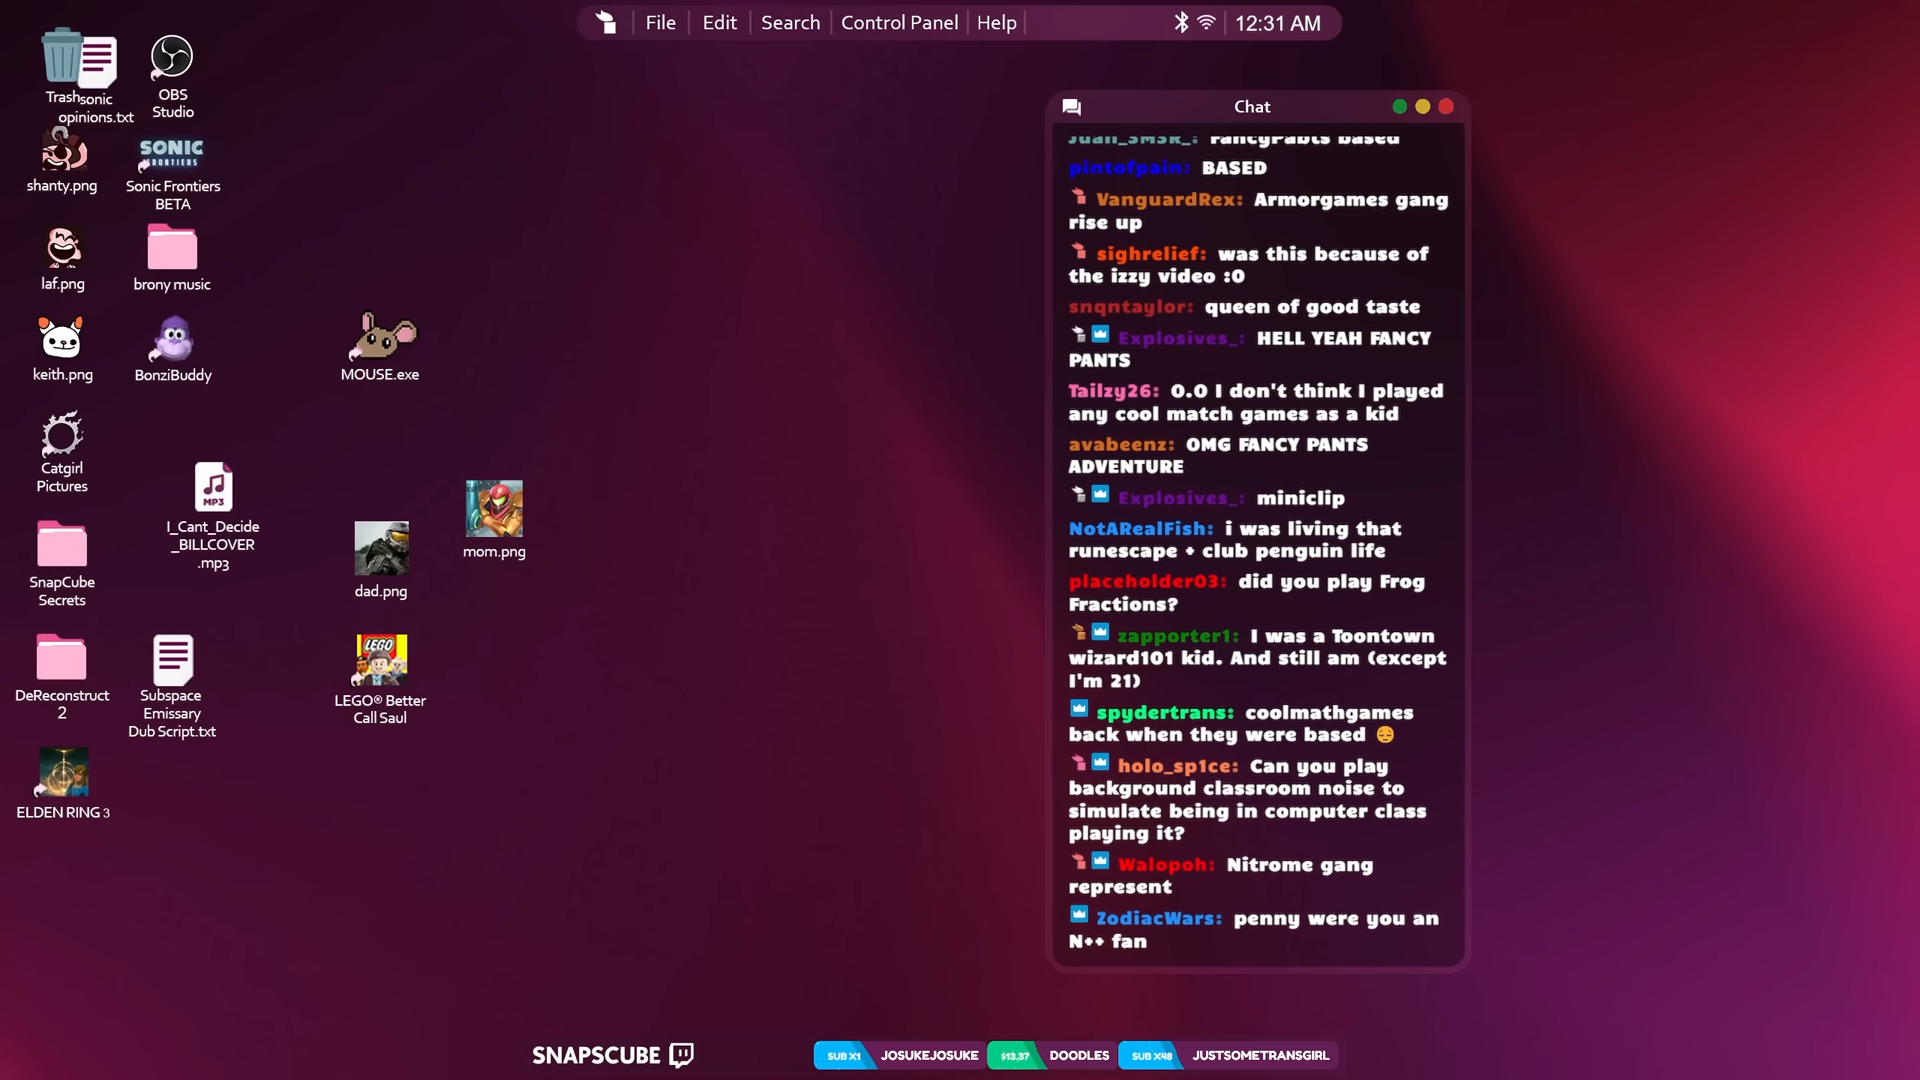 File
Edit
Search
Control Panel
Help
12:31 AM
Trash
sonic
opinions.txt
OBS
Studio
shanty.png
SONIC
FRONTIERS
Sonic Frontiers
BETA
laf.png
brony music
keith.png
BonziBuddy
MOUSE.exe
Catgirl
Pictures
MP3
I_Cant_Decide
_BILLCOVER
.mp3
mom.png
dad.png
SnapCube
Secrets
DeReconstruct
2
Subspace
Emissary
Dub Script.txt
LEGO
LEGO® Better
Call Saul
ELDEN RING 3
Chat
Juan_SM3R_: FancyPabts based
pintofpain: BASED
VanguardRex: Armorgames gang
rise up
sighrelief: was this because of
the izzy video :0
snqntaylor: queen of good taste
Explosives_: HELL YEAH FANCY
PANTS
Tailzy26: 0.0 I don't think I played
any cool match games as a kid
avabeenz: OMG FANCY PANTS
ADVENTURE
Explosives_: miniclip
NotARealFish: i was living that
runescape + club penguin life
placeholder03: did you play Frog
Fractions?
zapporter1: I was a Toontown
wizard101 kid. And still am (except
I'm 21)
spydertrans: coolmathgames
back when they were based 😔
holo_sp1ce: Can you play
background classroom noise to
simulate being in computer class
playing it?
Walopoh: Nitrome gang
represent
ZodiacWars: penny were you an
N++ fan
SNAPSCUBE
SUB X1 JOSUKEJOSUKE
$13.37 DOODLES
SUB X48 JUSTSOMETRANSGIRL